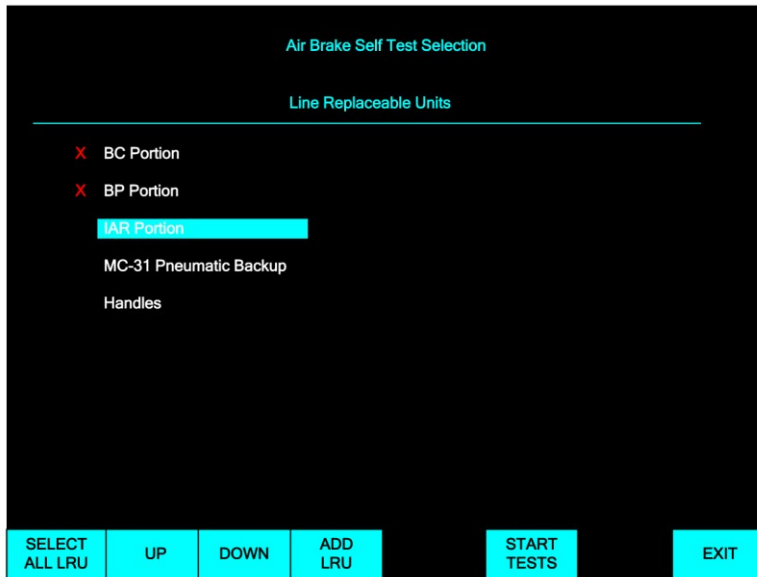 Air Brake Self Test Selection
Line Replaceable Units
X BC Portion
X BP Portion
IAR Portion
MC-31 Pneumatic Backup
Handles
SELECT ALL LRU
UP
DOWN
ADD LRU
START TESTS
EXIT